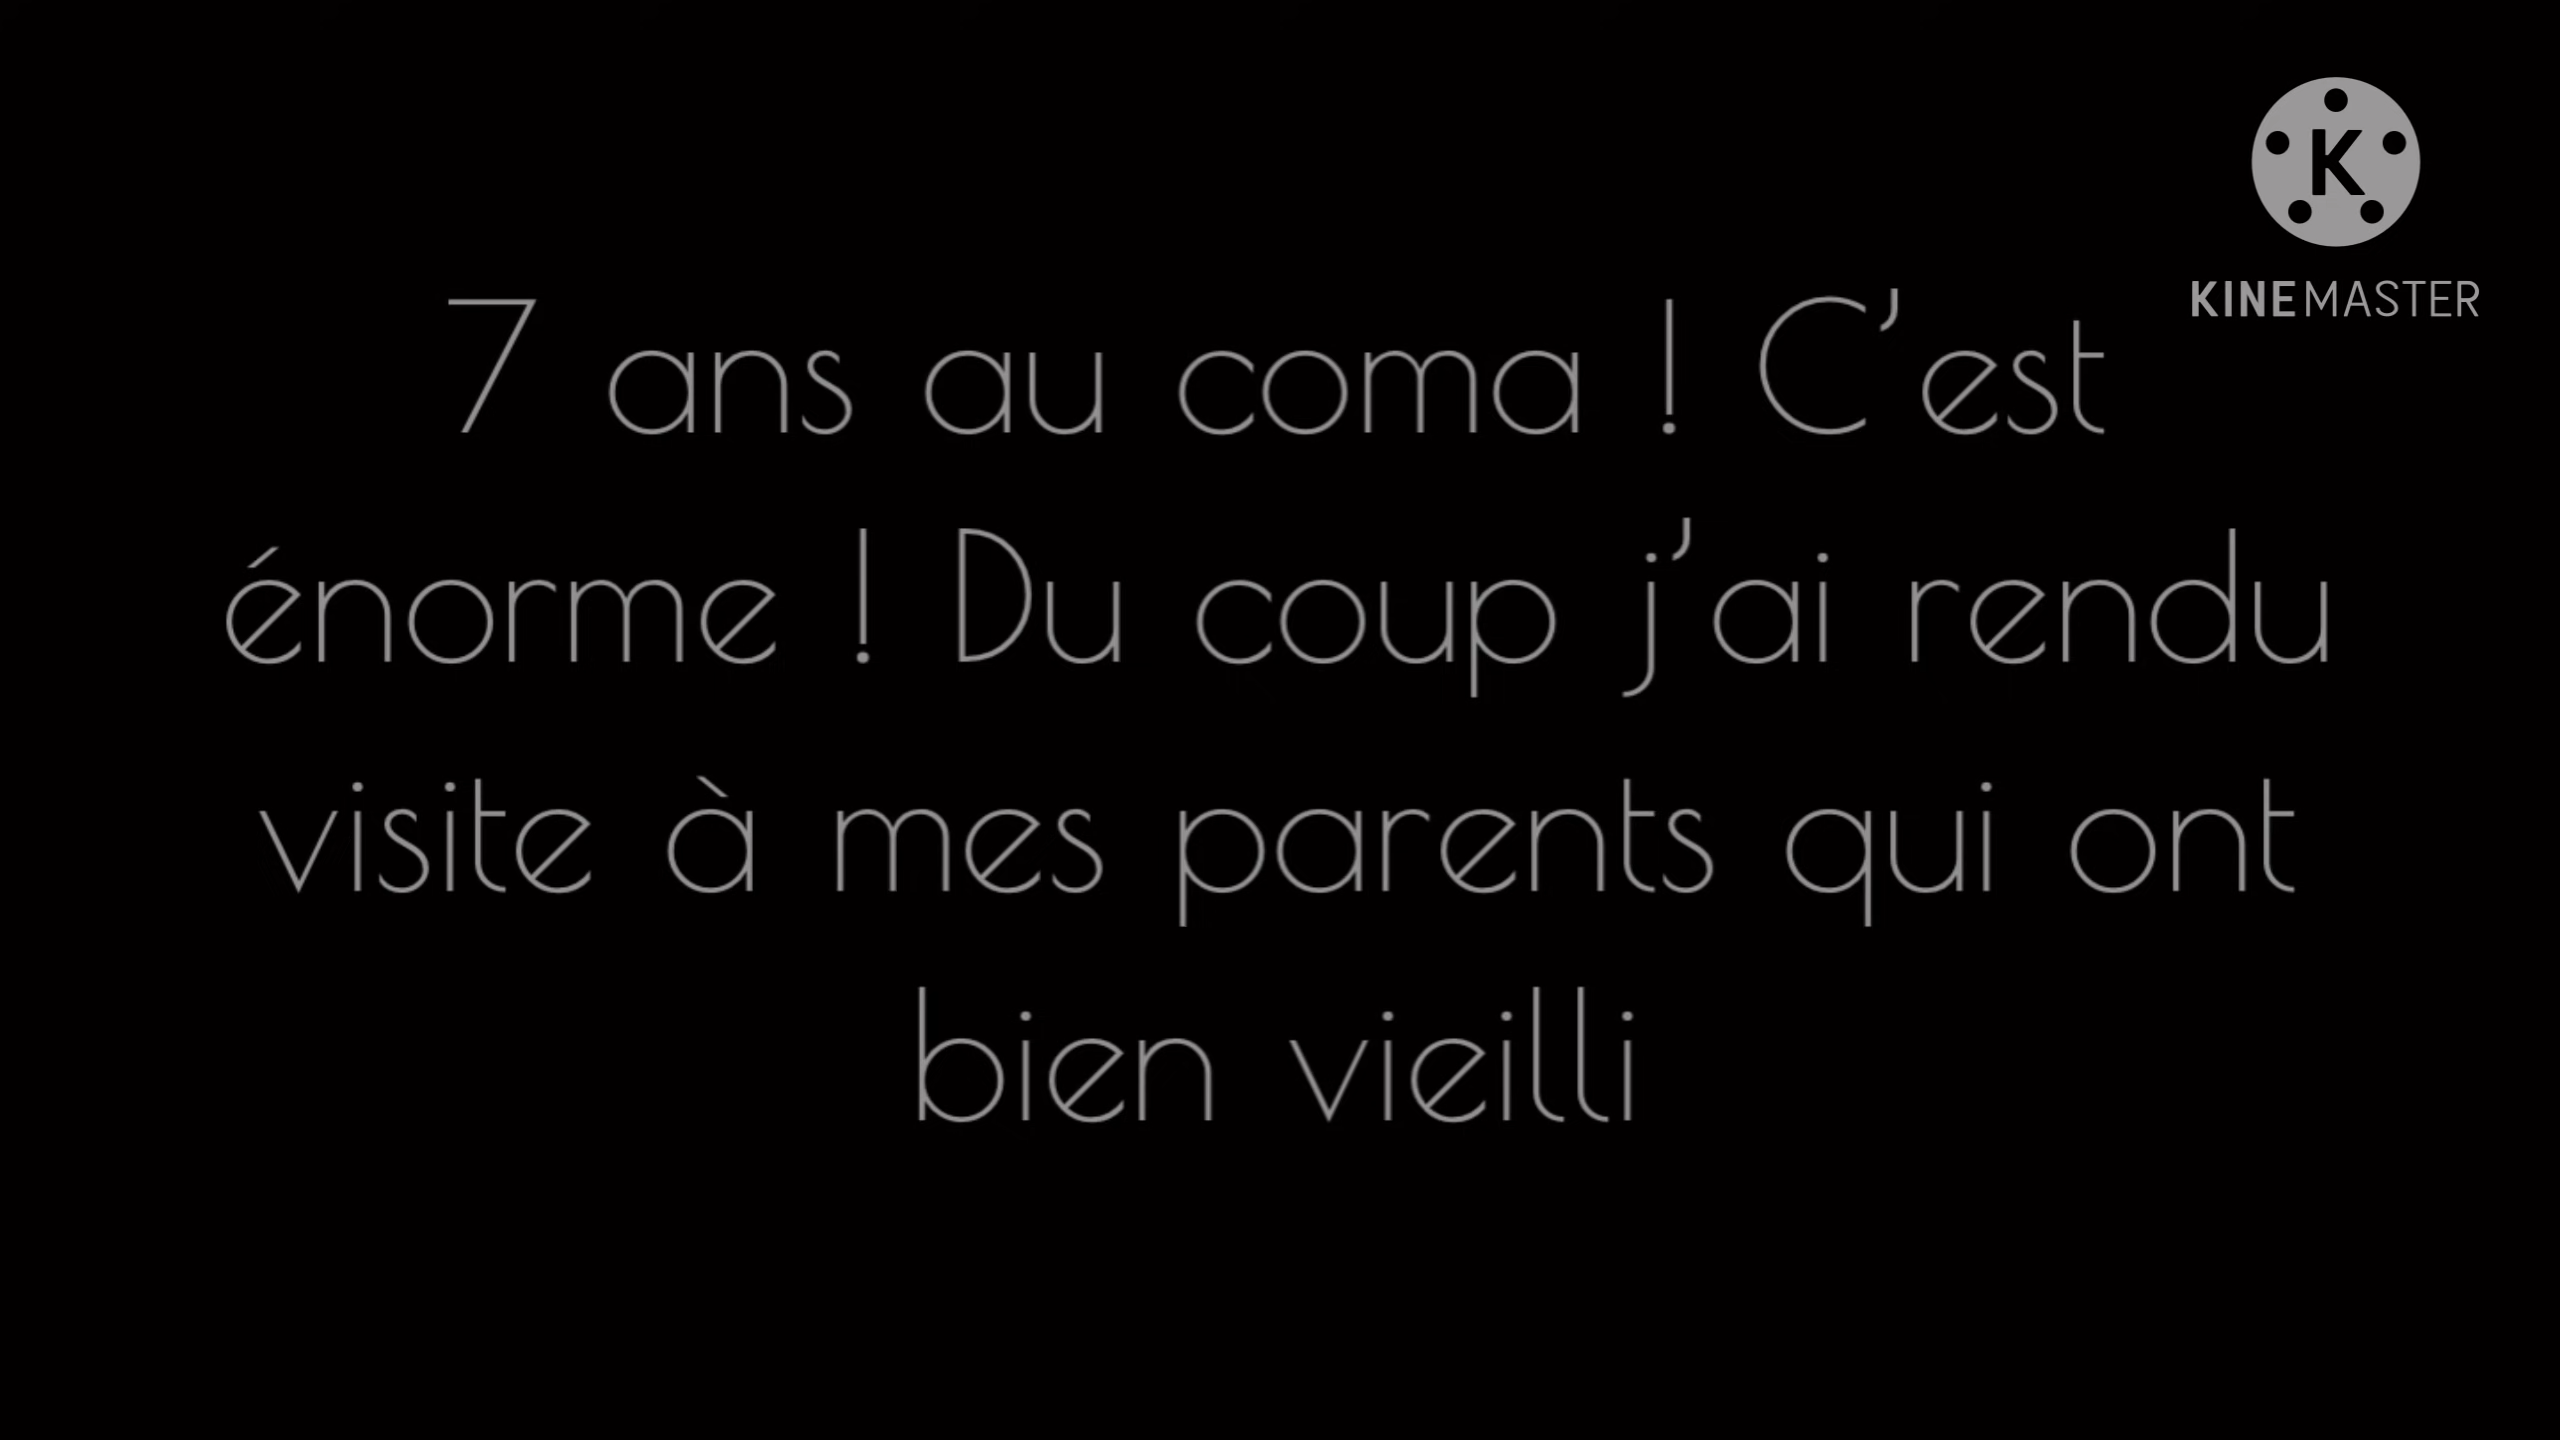 K
KINEMASTER
7 ans au coma ! C’est
énorme ! Du coup j’ai rendu
visite à mes parents qui ont
bien vieilli